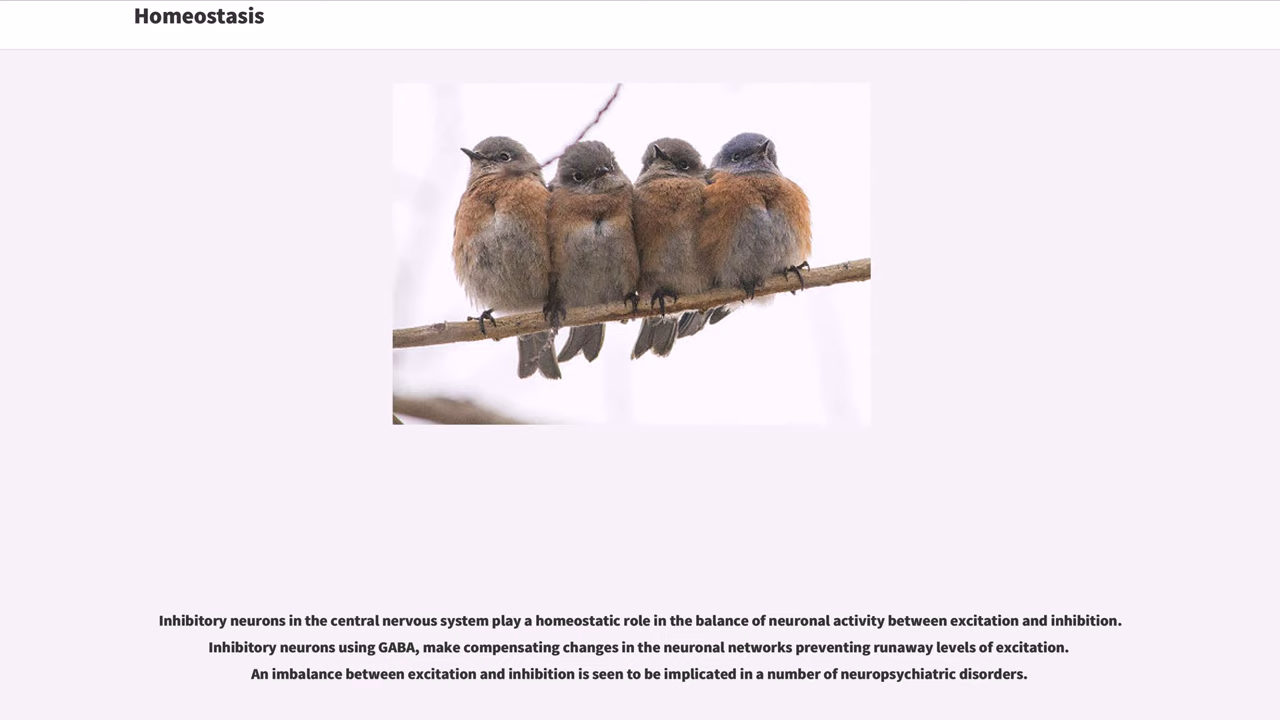 Homeostasis
Inhibitory neurons in the central nervous system play a homeostatic role in the balance of neuronal activity between excitation and inhibition.
Inhibitory neurons using GABA, make compensating changes in the neuronal networks preventing runaway levels of excitation.
An imbalance between excitation and inhibition is seen to be implicated in a number of neuropsychiatric disorders.